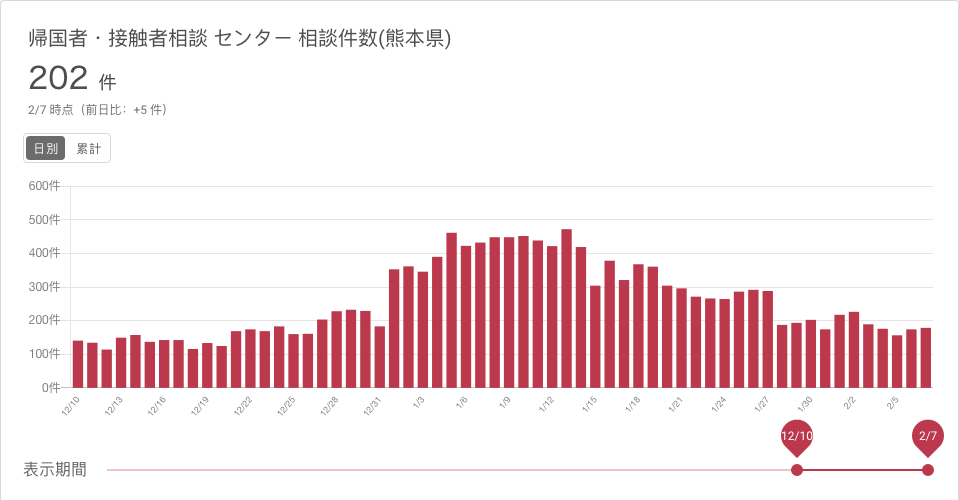 帰国者・接触者相談 センター 相談件数(熊本県)
202 件
2/7 時点（前日比：+5 件）
日別 累計
600件
500件
400件
300件
200件
100件
0件
12/10 12/13 12/16 12/19 12/22 12/25 12/28 12/31 1/3 1/6 1/9 1/12 1/15 1/18 1/21 1/24 1/27 1/30 2/2 2/5
12/10 2/7
表示期間